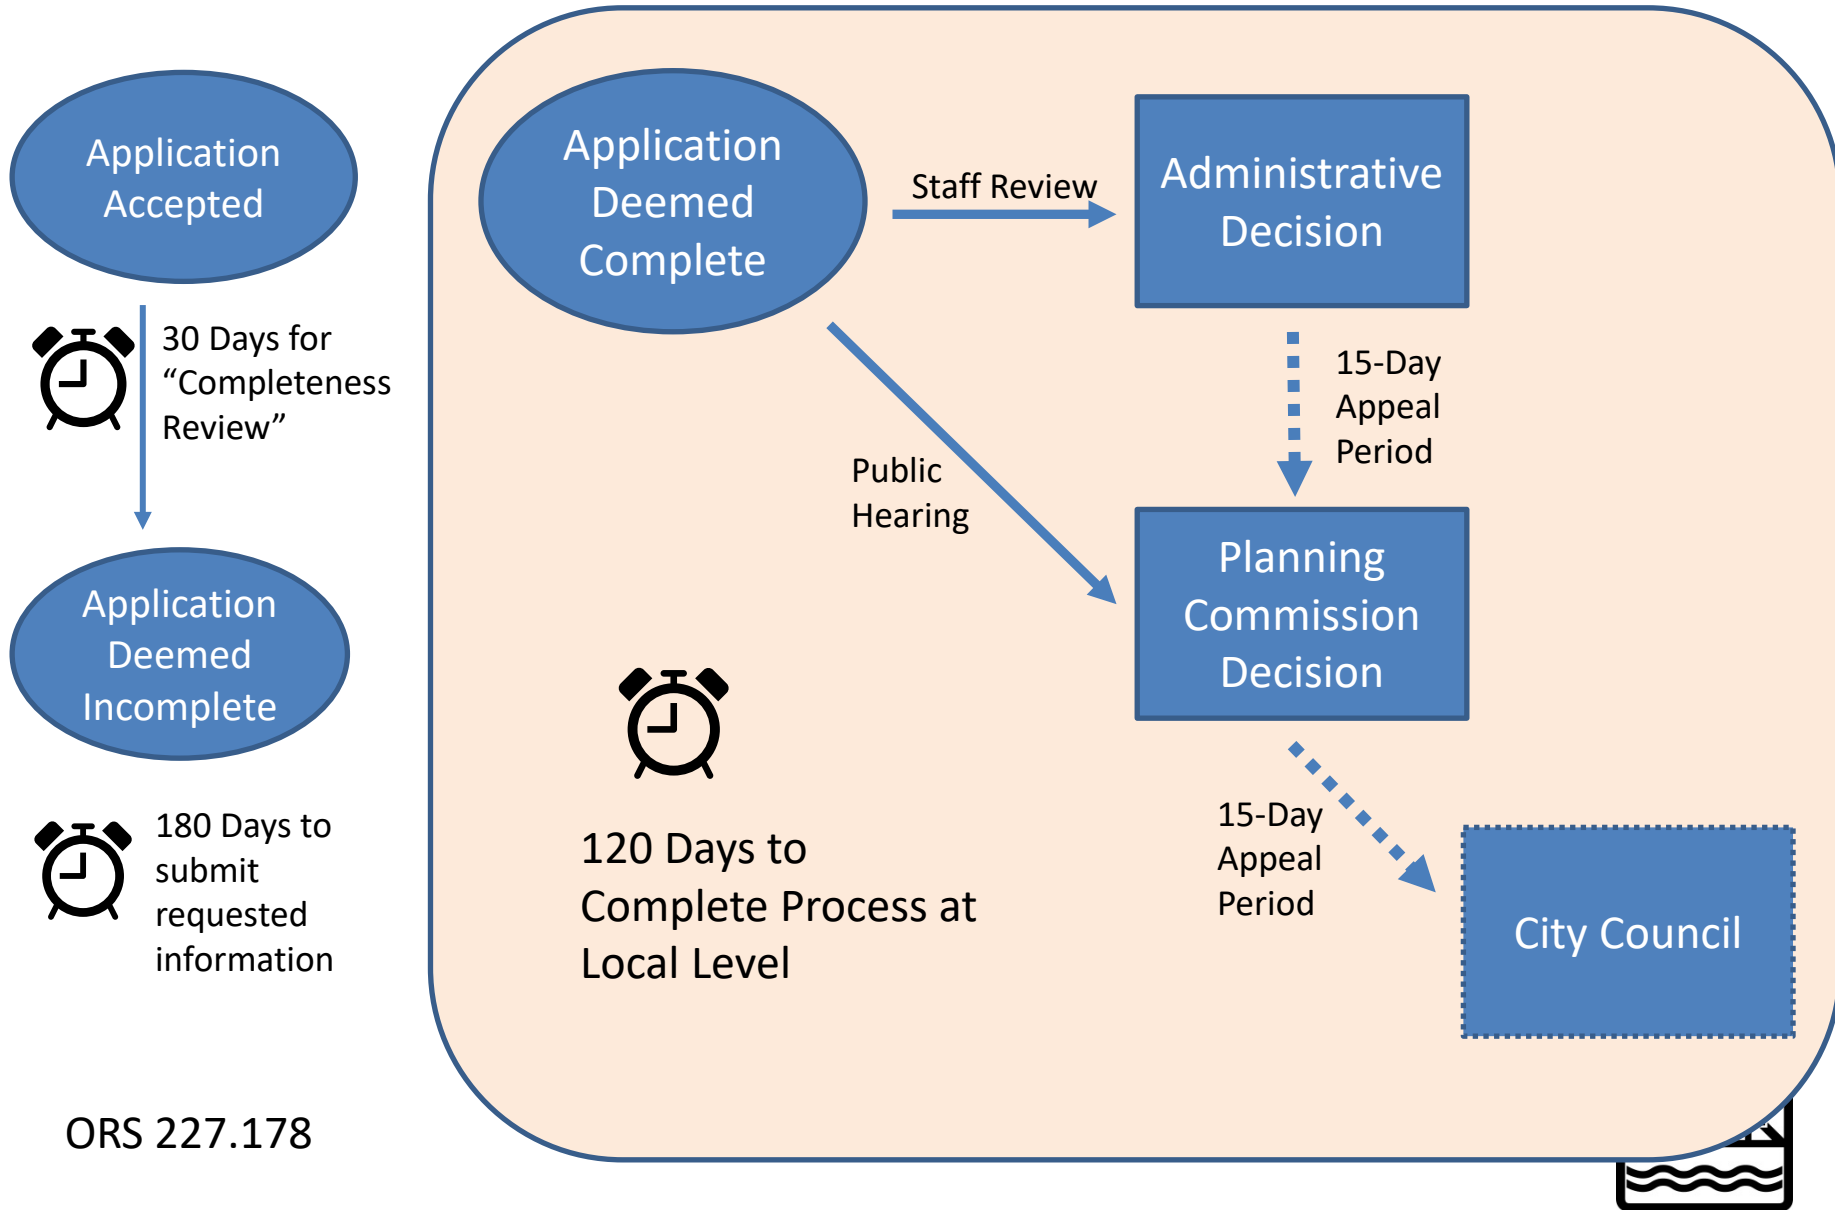 Application
Accepted
30 Days for
“Completeness
Review”
Application
Deemed
Incomplete
180 Days to
submit
requested
information
ORS 227.178
Application
Deemed
Complete
Staff Review
Administrative
Decision
15-Day
Appeal
Period
Public
Hearing
Planning
Commission
Decision
15-Day
Appeal
Period
City Council
120 Days to
Complete Process at
Local Level